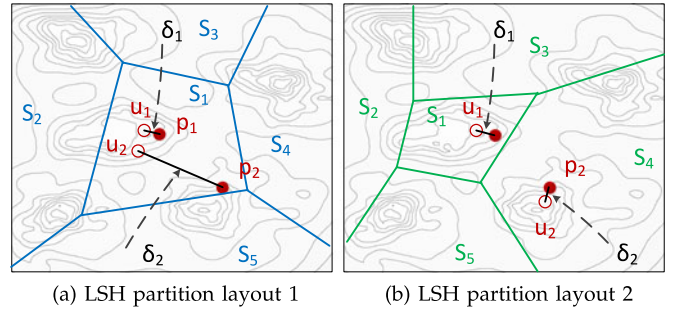 δ1
S3
S2
S1
u1
p1
u2
S4
p2
δ2
S5
(a) LSH partition layout 1
δ1
S3
S2
S1
u1
p1
p2
S4
u2
S5
δ2
(b) LSH partition layout 2